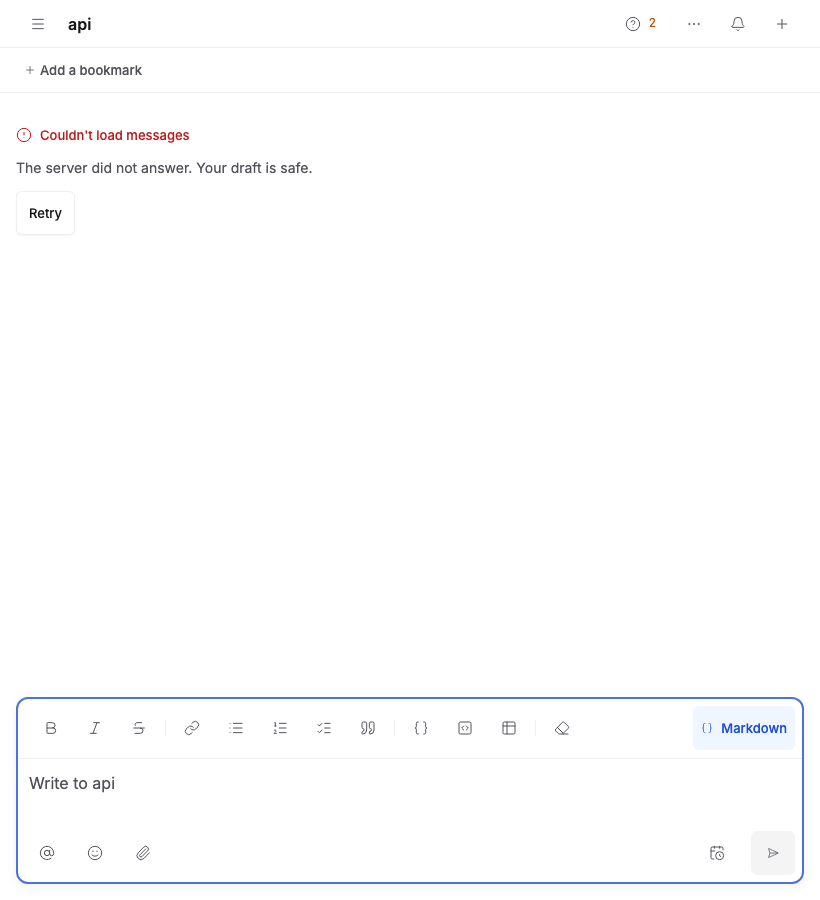 api
2
Add a bookmark
Couldn't load messages
The server did not answer. Your draft is safe.
Retry
Markdown
Write to api